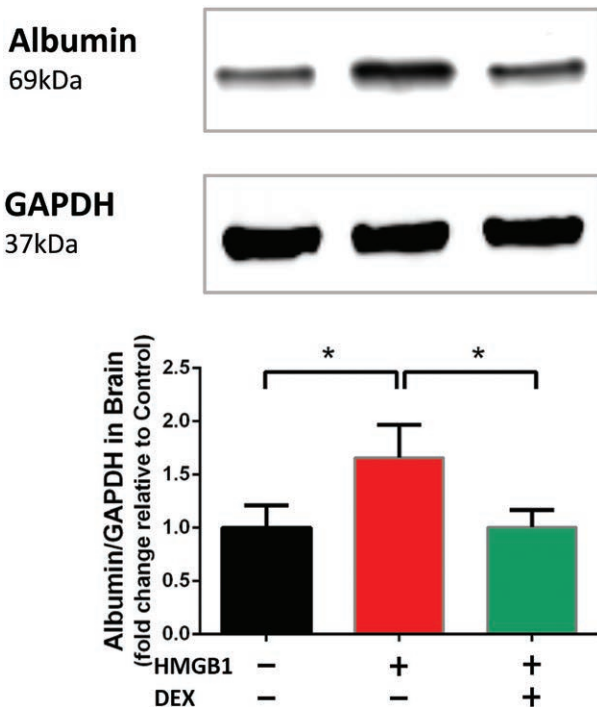 Albumin
69kDa
GAPDH
37kDa
Albumin/GAPDH in Brain
(fold change relative to Control)
* *
2.5
2.0
1.5
1.0
0.5
0.0
HMGB1 − + +
DEX − − +